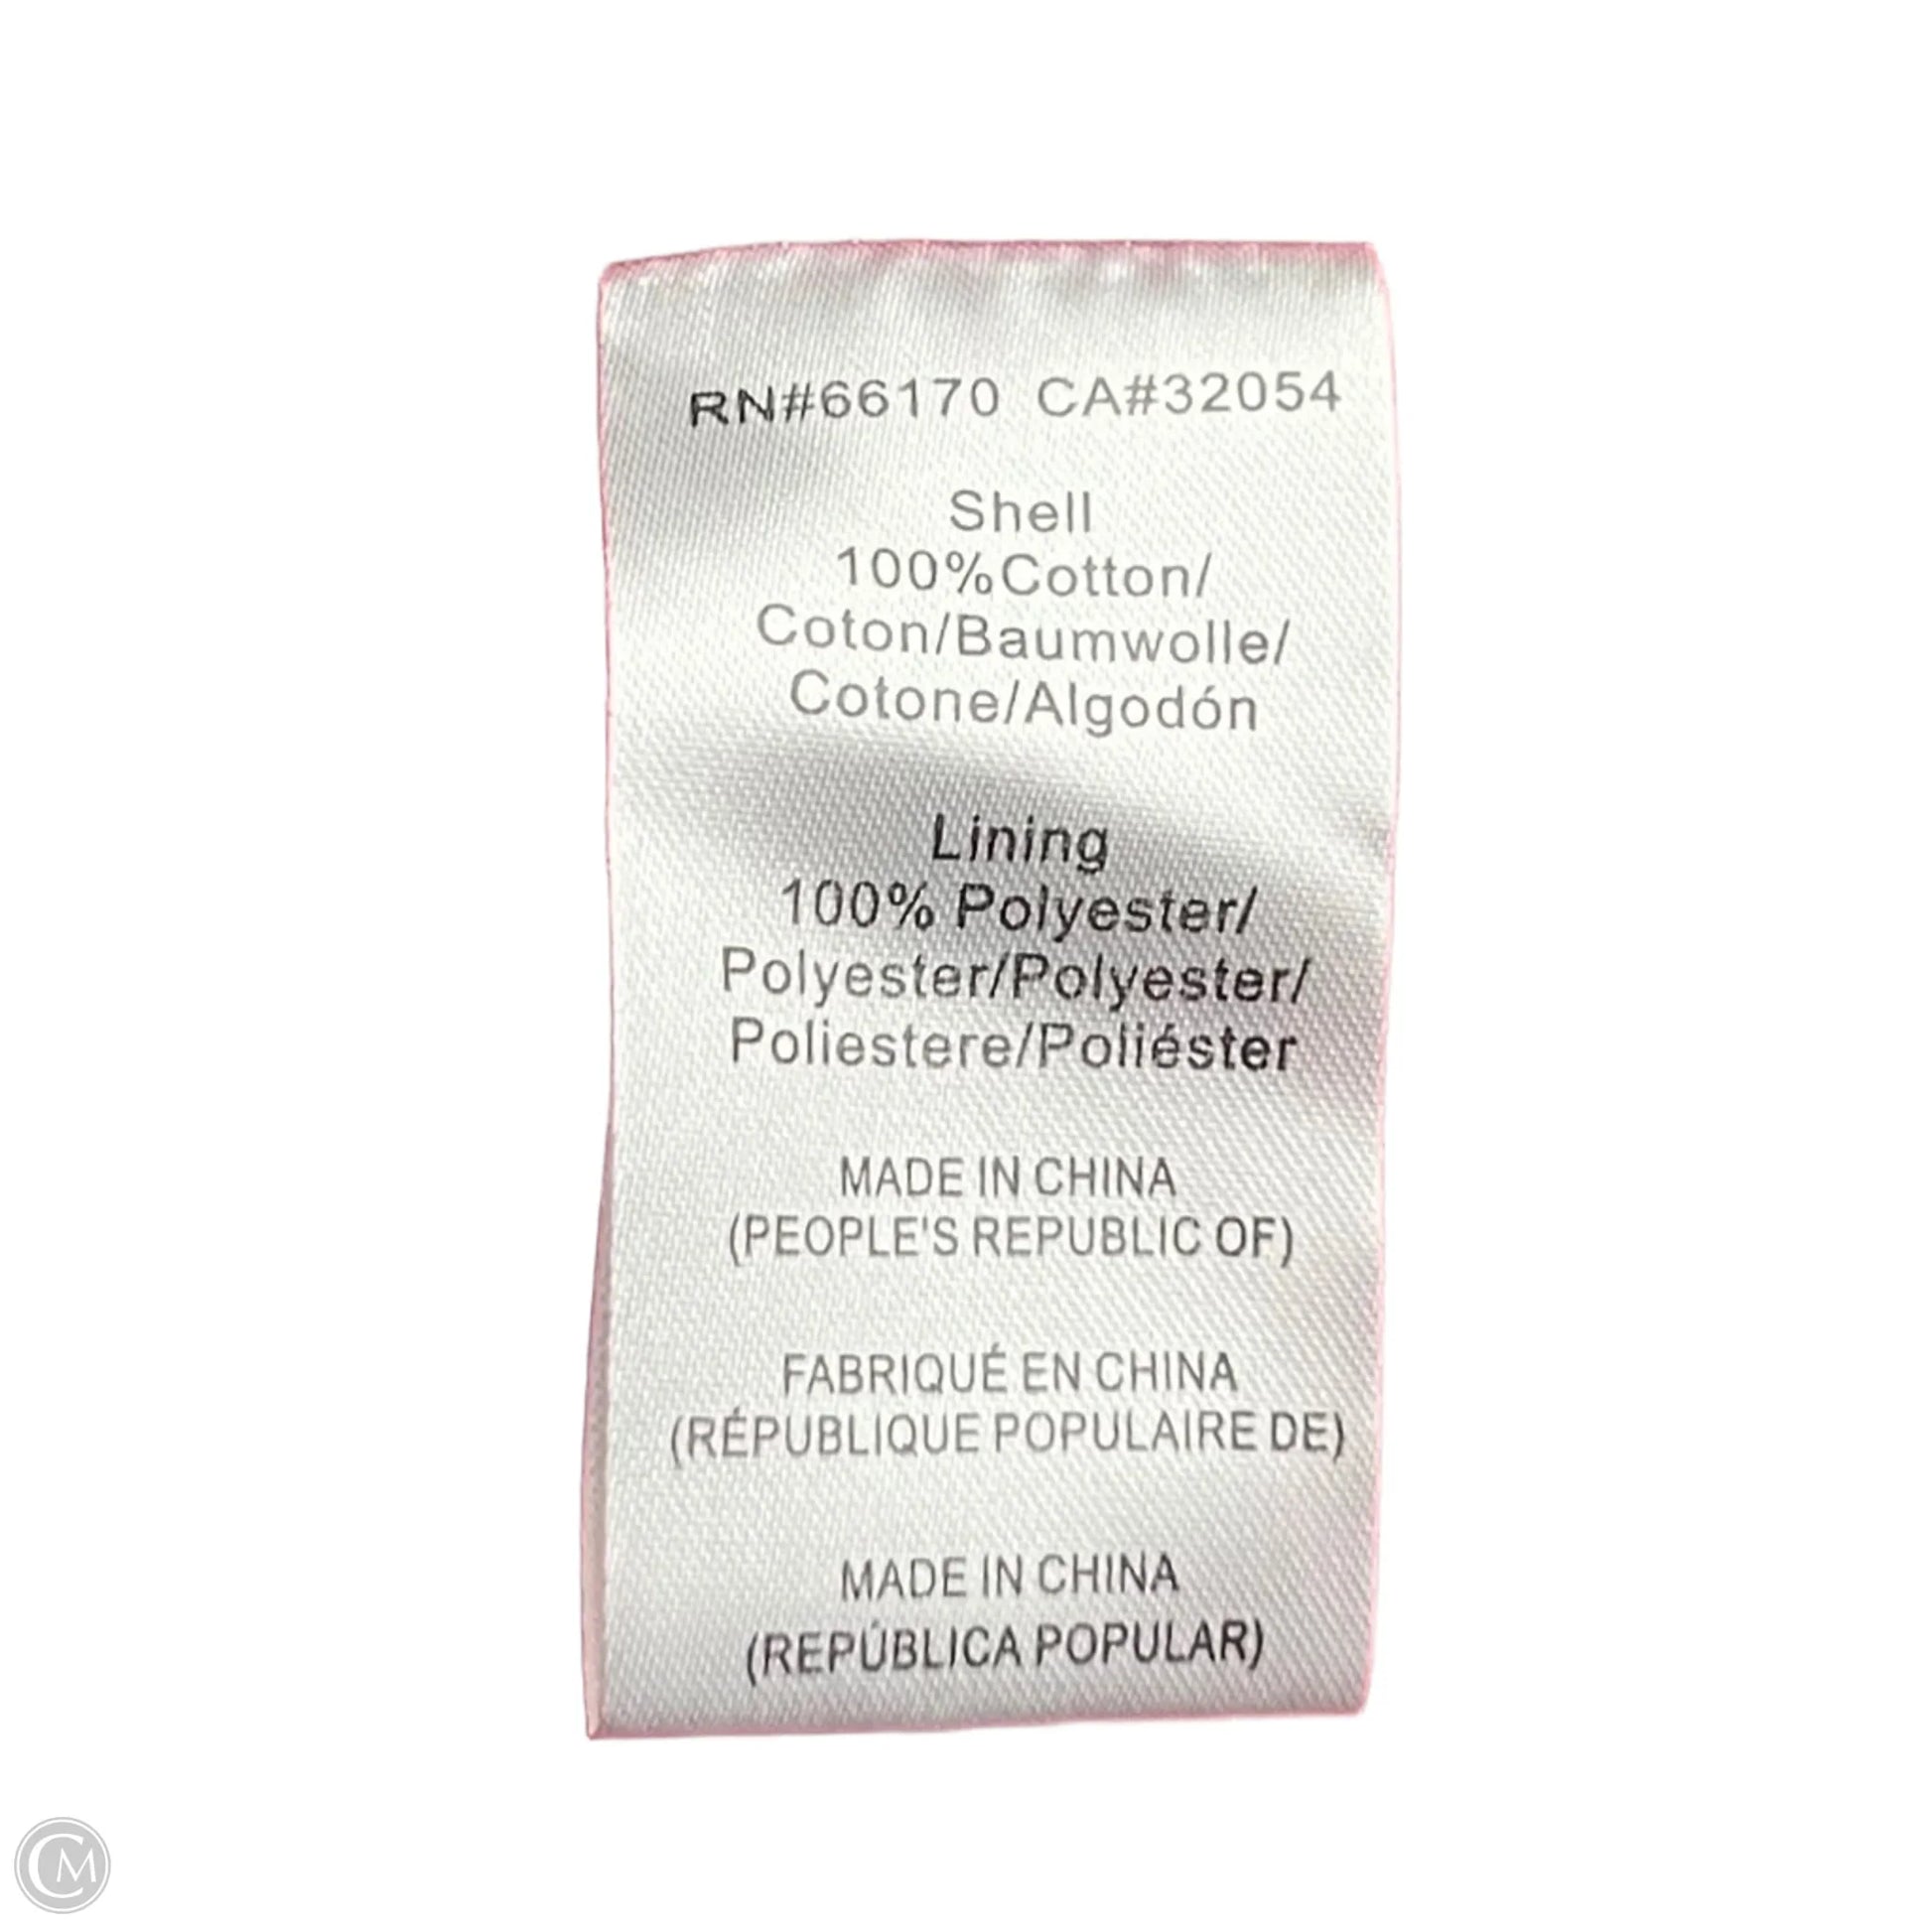 RN#66170 CA#32054
Shell
100%Cotton/
Coton/Baumwolle/
Cotone/Algodón
Lining
100% Polyester/
Polyester/Polyester/
Poliestere/Poliéster
MADE IN CHINA
(PEOPLE'S REPUBLIC OF)
FABRIQUÉ EN CHINA
(RÉPUBLIQUE POPULAIRE DE)
MADE IN CHINA
(REPÚBLICA POPULAR)
CM